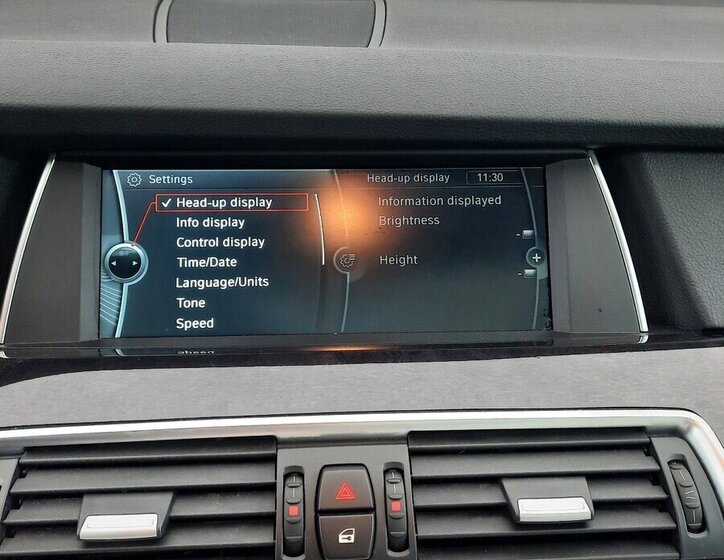 Settings
Head-up display 11:30
✓ Head-up display
Info display
Control display
Time/Date
Language/Units
Tone
Speed
Information displayed
Brightness
Height